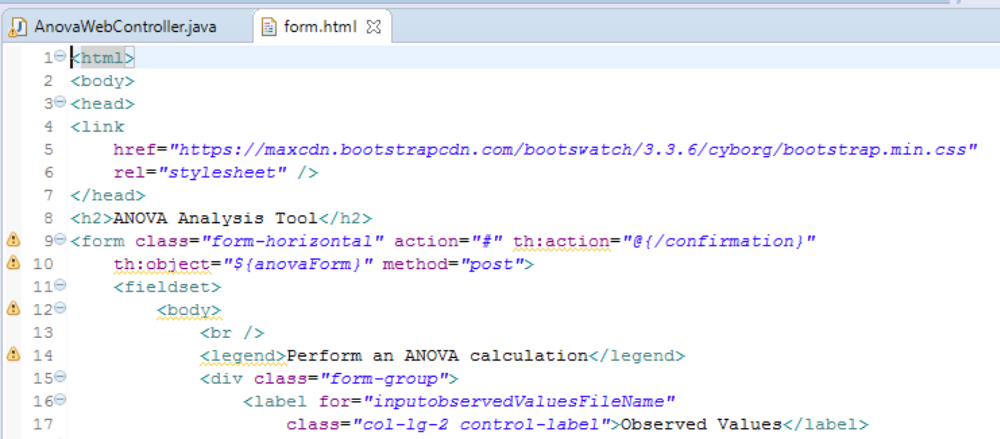 AnovaWebController.java form.html
1 <html>
2 <body>
3 <head>
4 <link
5 href="https://maxcdn.bootstrapcdn.com/bootswatch/3.3.6/cyborg/bootstrap.min.css"
6 rel="stylesheet" />
7 </head>
8 <h2>ANOVA Analysis Tool</h2>
9 <form class="form-horizontal" action="#" th:action="@{/confirmation}"
10 th:object="${anovaForm}" method="post">
11 <fieldset>
12 <body>
13 <br />
14 <legend>Perform an ANOVA calculation</legend>
15 <div class="form-group">
16 <label for="inputobservedValuesFileName"
17 class="col-lg-2 control-label">Observed Values</label>